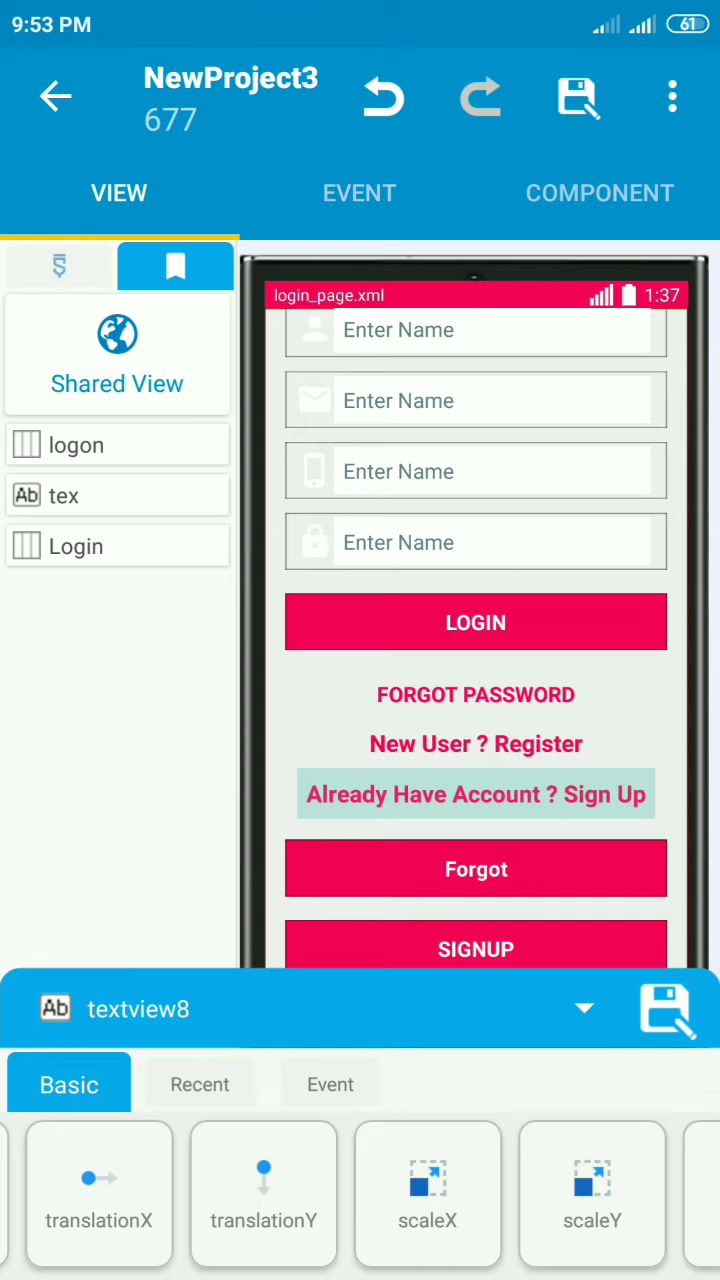 9:53 PM
61
NewProject3
677
VIEW
EVENT
COMPONENT
Shared View
logon
Ab tex
Login
login_page.xml
1:37
Enter Name
Enter Name
Enter Name
Enter Name
LOGIN
FORGOT PASSWORD
New User ? Register
Already Have Account ? Sign Up
Forgot
SIGNUP
Ab textview8
Basic
Recent
Event
translationX
translationY
scaleX
scaleY